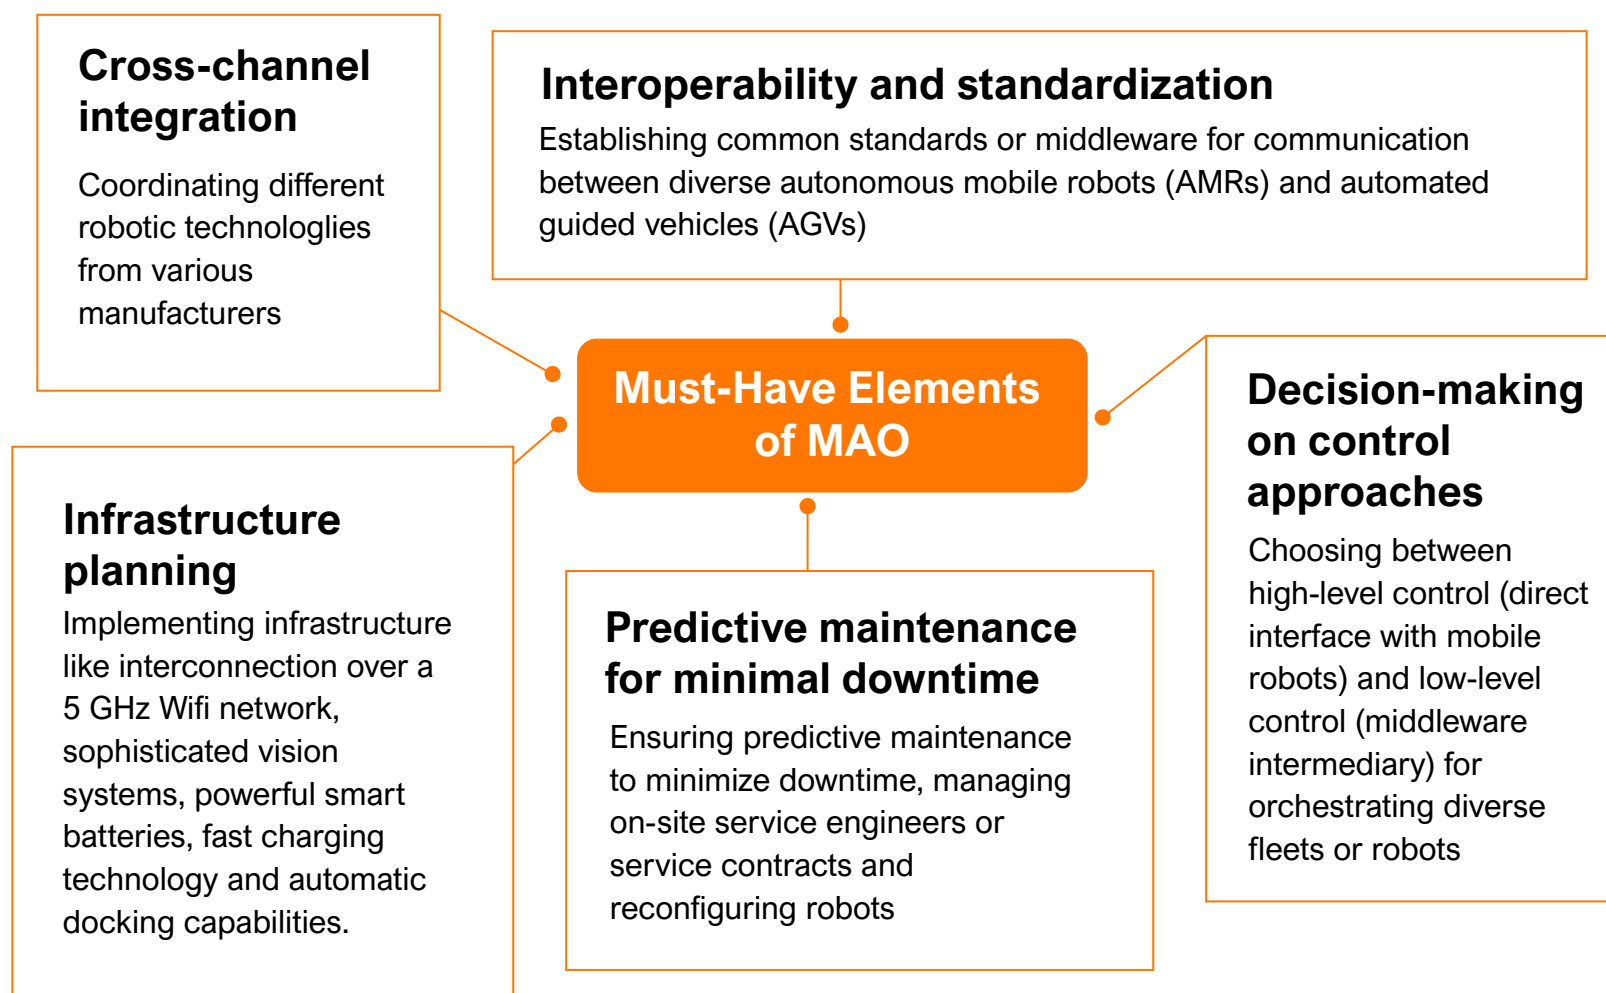 Cross-channel
integration
Coordinating different
robotic technologlies
from various
manufacturers
Interoperability and standardization
Establishing common standards or middleware for communication
between diverse autonomous mobile robots (AMRs) and automated
guided vehicles (AGVs)
Must-Have Elements
of MAO
Decision-making
on control
approaches
Choosing between
high-level control (direct
interface with mobile
robots) and low-level
control (middleware
intermediary) for
orchestrating diverse
fleets or robots
Infrastructure
planning
Implementing infrastructure
like interconnection over a
5 GHz Wifi network,
sophisticated vision
systems, powerful smart
batteries, fast charging
technology and automatic
docking capabilities.
Predictive maintenance
for minimal downtime
Ensuring predictive maintenance
to minimize downtime, managing
on-site service engineers or
service contracts and
reconfiguring robots